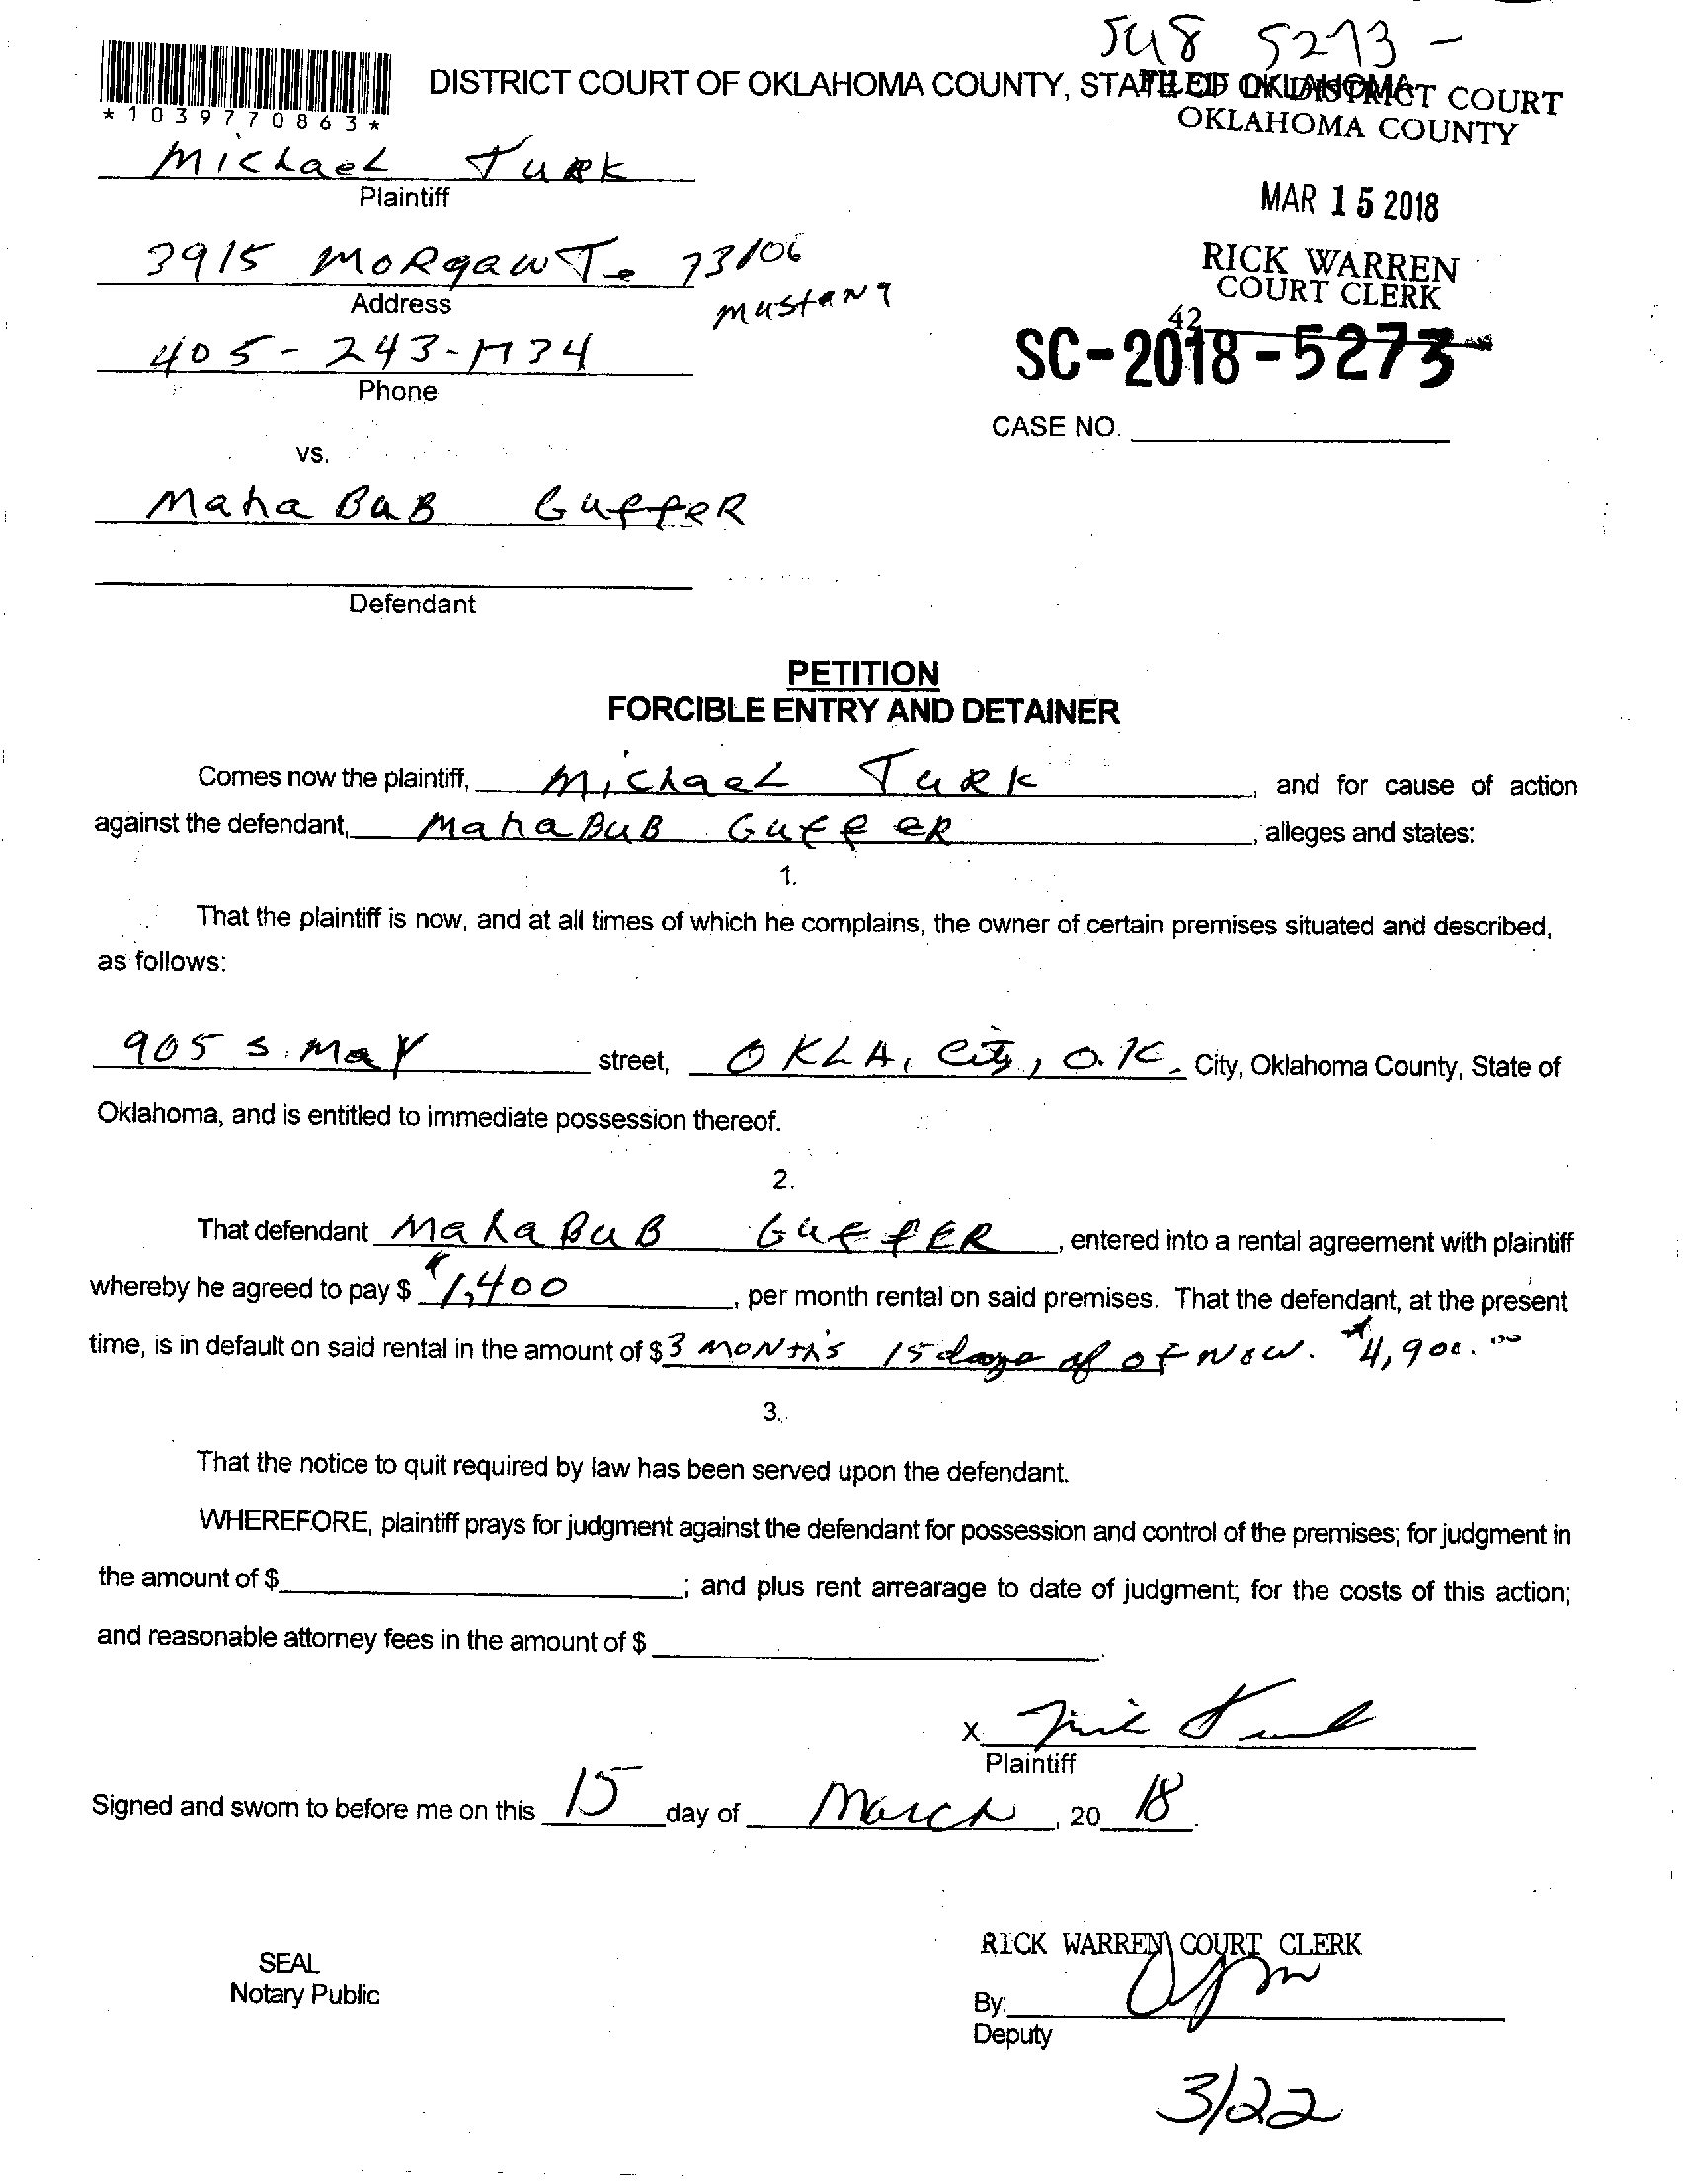 5273 -
DISTRICT COURT OF OKLAHOMA COUNTY, STATE OF OKLAHOMA
FILED IN DISTRICT COURT
OKLAHOMA COUNTY
*1039770863*
Michael Turk
Plaintiff
MAR 15 2018
3915 Morgan Te 73106
Mustang
RICK WARREN
COURT CLERK
Address
42
405-243-1734
SC-2018-5273
Phone
CASE NO.
vs.
MahaBuB GuffeR
Defendant
PETITION
FORCIBLE ENTRY AND DETAINER
Comes now the plaintiff, Michael Turk, and for cause of action
against the defendant, MahaBuB GuffeR, alleges and states:
1.
That the plaintiff is now, and at all times of which he complains, the owner of certain premises situated and described,
as follows:
905 S. May street, OKLA, City, O.K. City, Oklahoma County, State of
Oklahoma, and is entitled to immediate possession thereof.
2.
That defendant MahaBuB GuffER, entered into a rental agreement with plaintiff
whereby he agreed to pay $ $1,400, per month rental on said premises. That the defendant, at the present
time, is in default on said rental in the amount of $ 3 Month's 15 days of of Now. $4,900.00
3.
That the notice to quit required by law has been served upon the defendant.
WHEREFORE, plaintiff prays for judgment against the defendant for possession and control of the premises; for judgment in
the amount of $ ; and plus rent arrearage to date of judgment; for the costs of this action;
and reasonable attorney fees in the amount of $ .
X
Plaintiff
Signed and sworn to before me on this 15 day of March, 20 18.
RICK WARREN COURT CLERK
SEAL
Notary Public
By:
Deputy
3/22